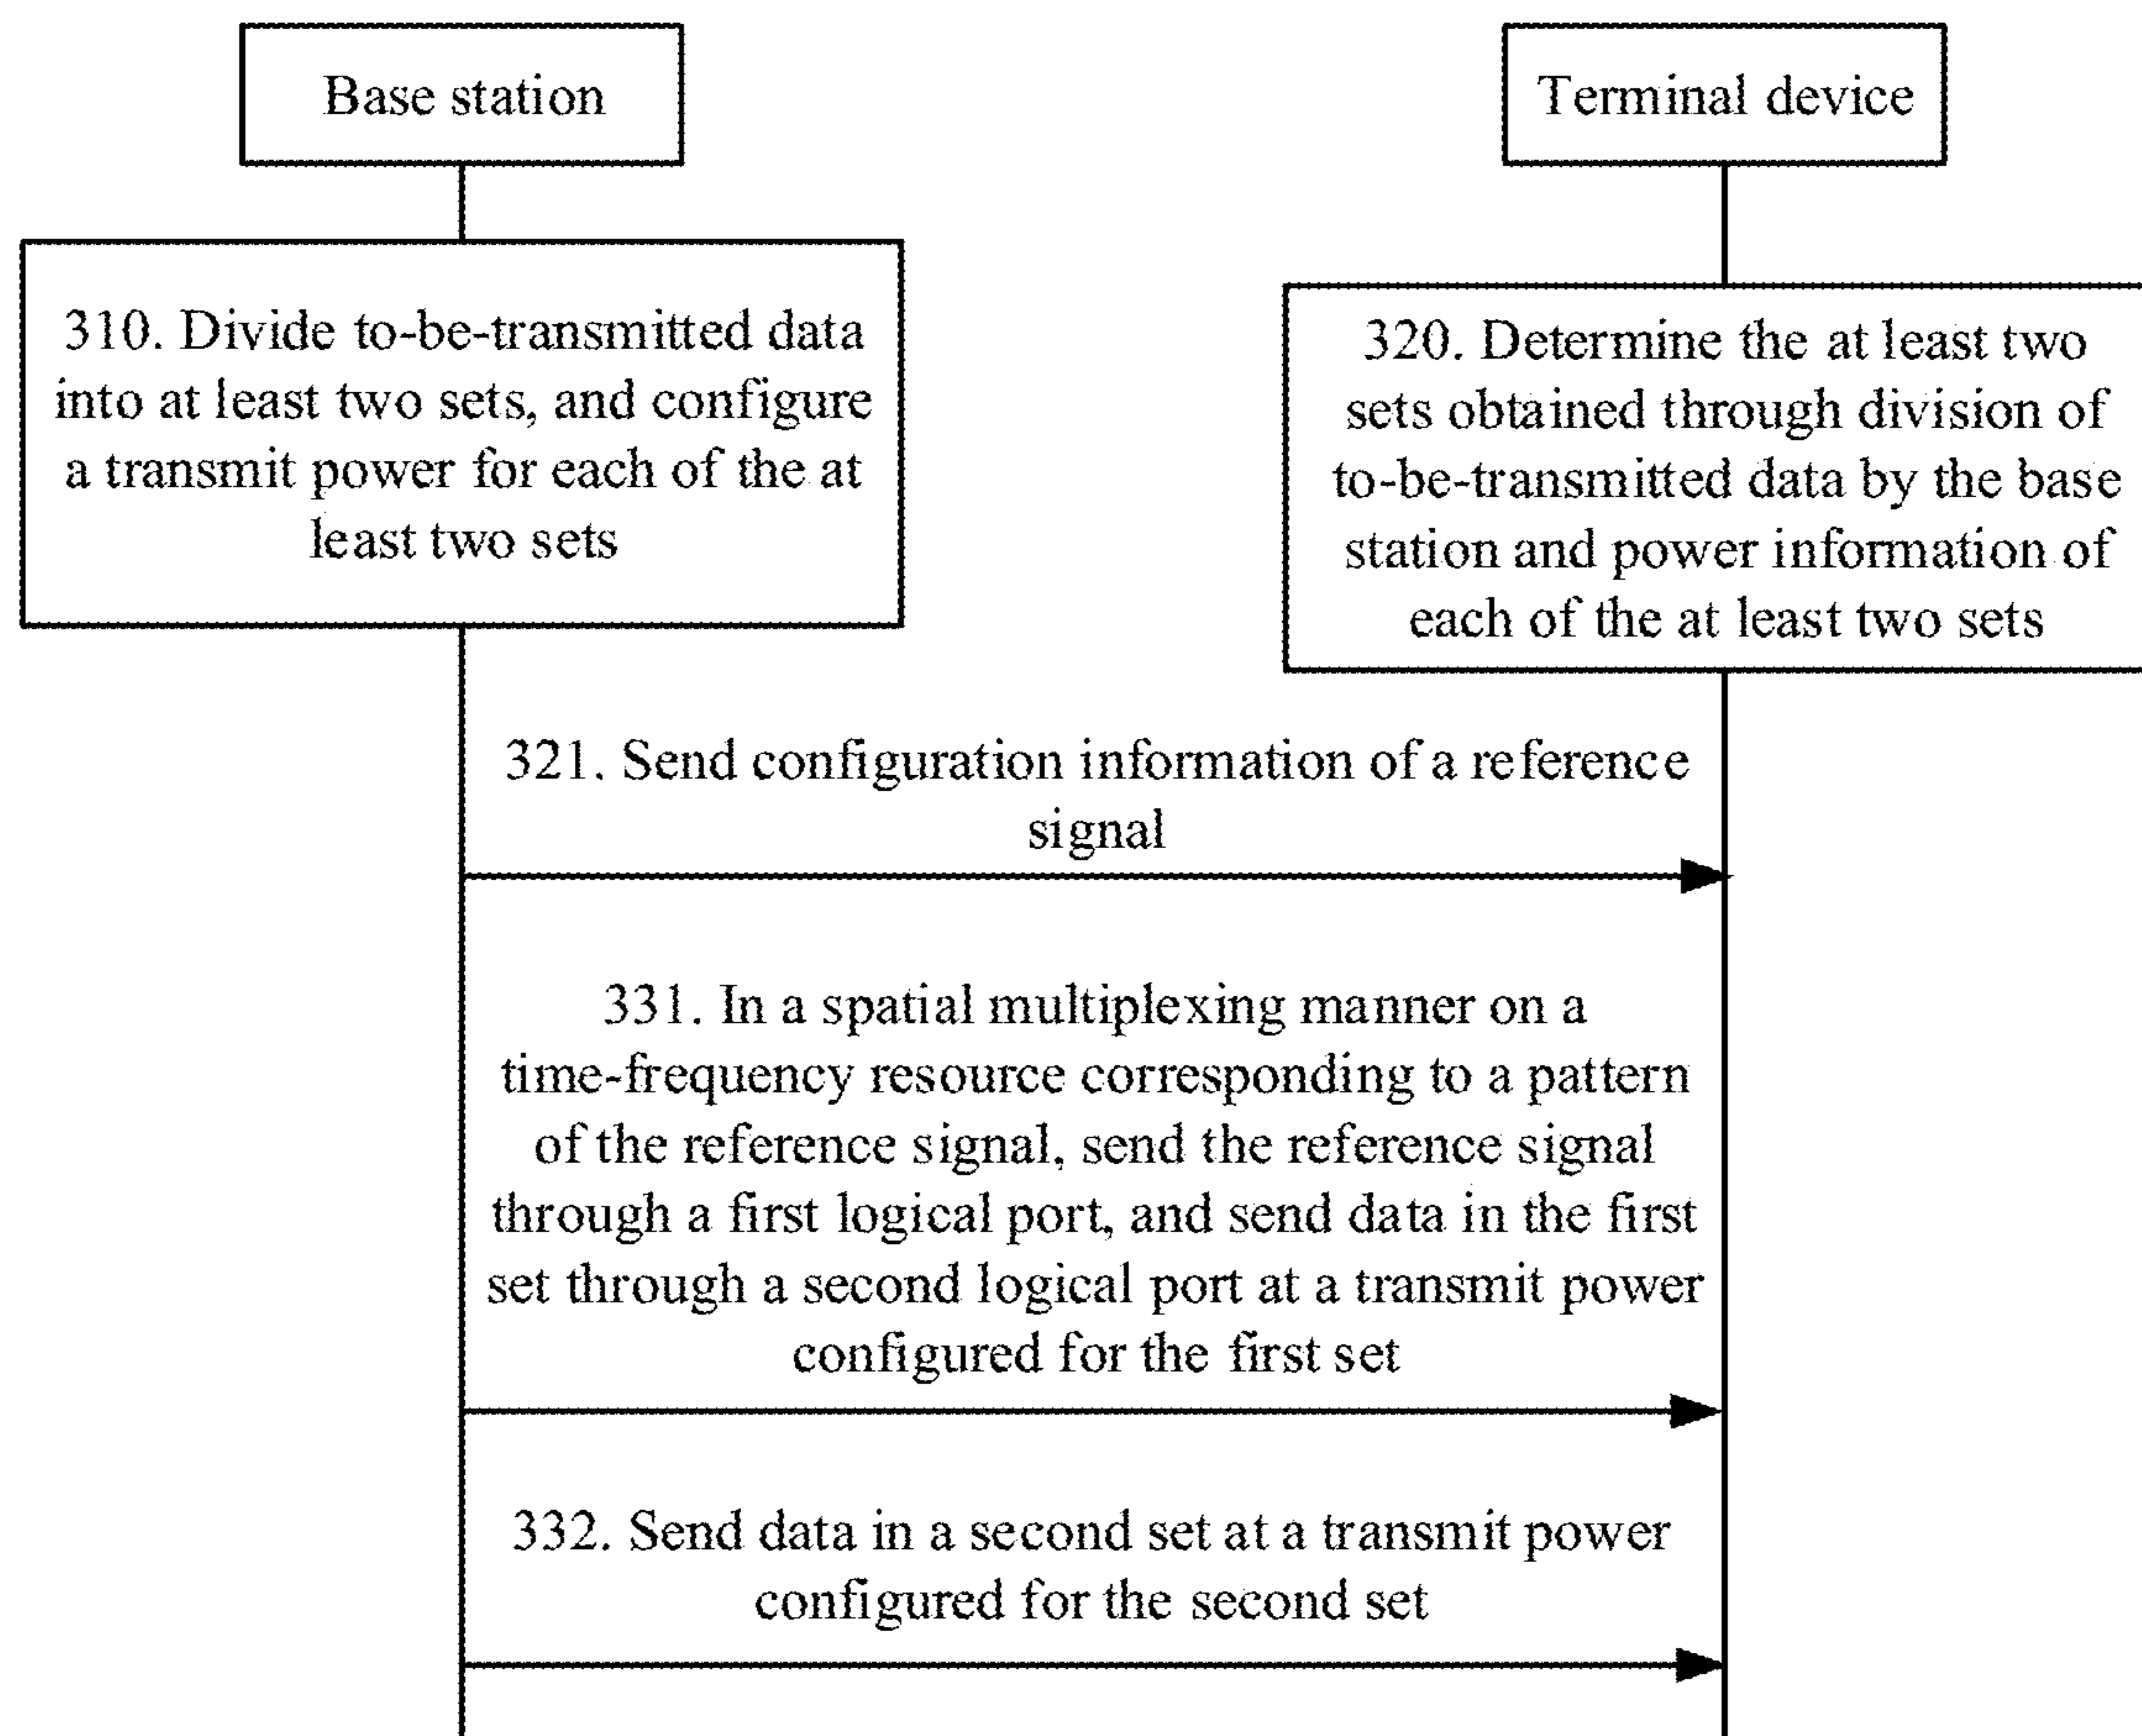 Base station
Terminal device
310. Divide to-be-transmitted data
into at least two sets, and configure
a transmit power for each of the at
least two sets
320. Determine the at least two
sets obtained through division of
to-be-transmitted data by the base
station and power information of
each of the at least two sets
321. Send configuration information of a reference
signal
331. In a spatial multiplexing manner on a
time-frequency resource corresponding to a pattern
of the reference signal, send the reference signal
through a first logical port, and send data in the first
set through a second logical port at a transmit power
configured for the first set
332. Send data in a second set at a transmit power
configured for the second set